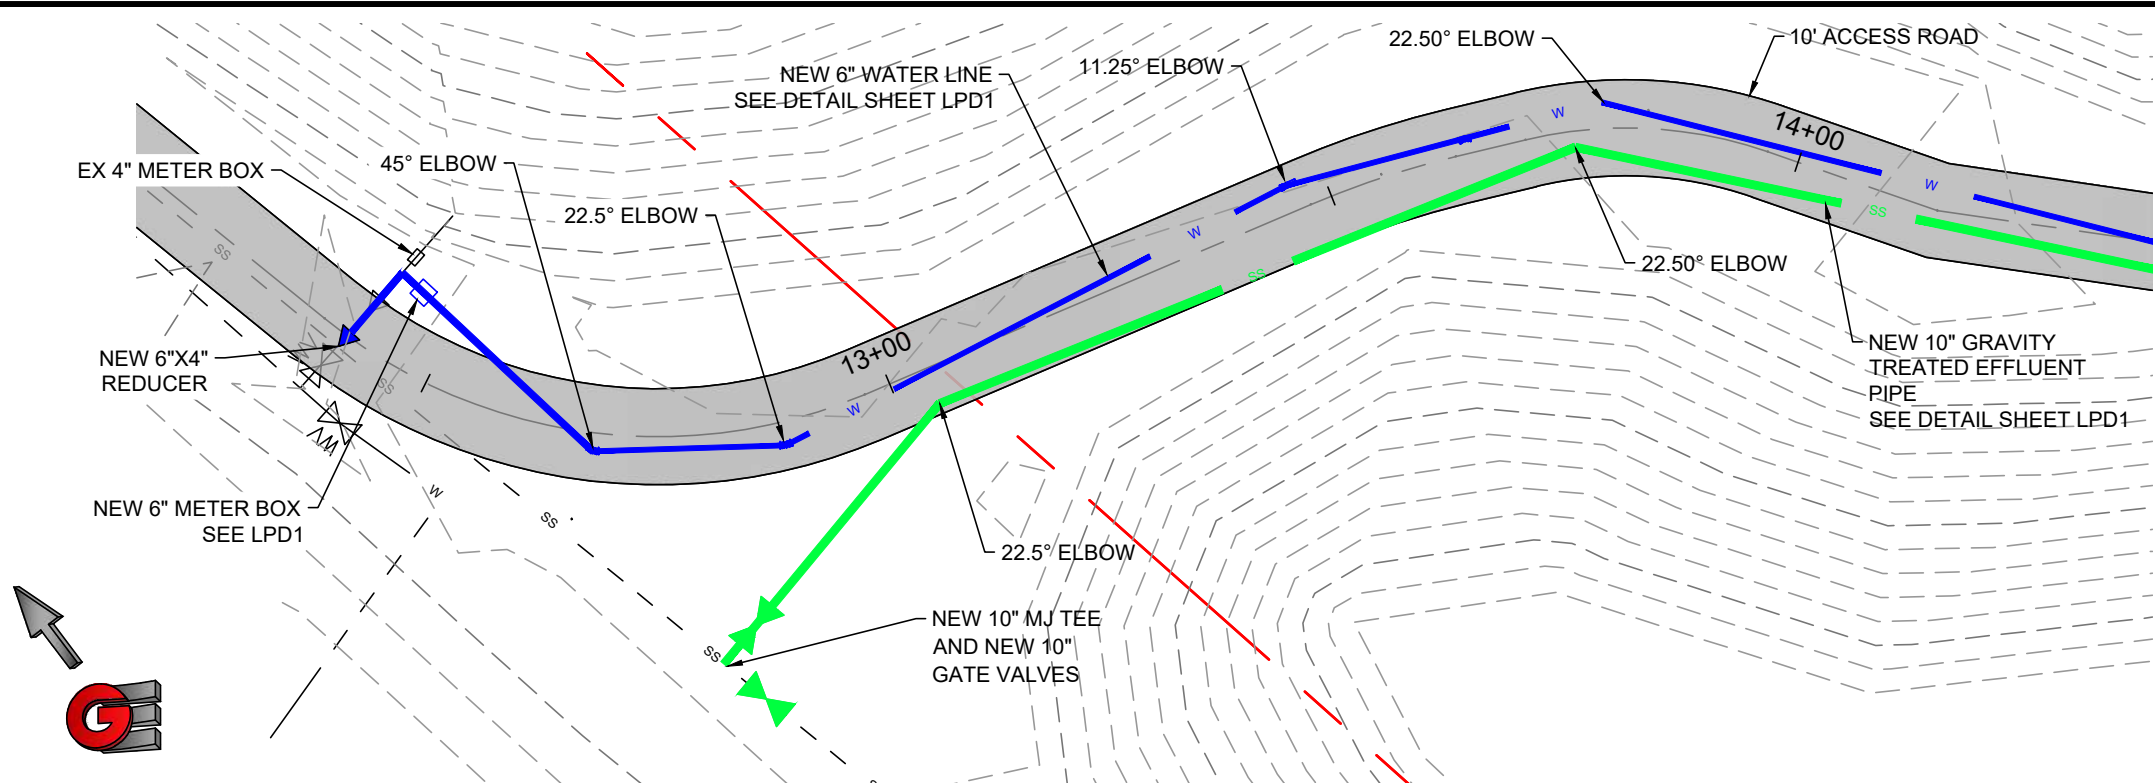 22.50° ELBOW
10' ACCESS ROAD
NEW 6" WATER LINE
SEE DETAIL SHEET LPD1
11.25° ELBOW
W
14+00
EX 4" METER BOX
45° ELBOW
22.5° ELBOW
W
SS
W
SS
SS
22.50° ELBOW
NEW 6"X4"
REDUCER
13+00
SS
W
NEW 10" GRAVITY
TREATED EFFLUENT
PIPE
SEE DETAIL SHEET LPD1
NEW 6" METER BOX
SEE LPD1
W
SS
22.5° ELBOW
NEW 10" MJ TEE
AND NEW 10"
GATE VALVES
SS
GE